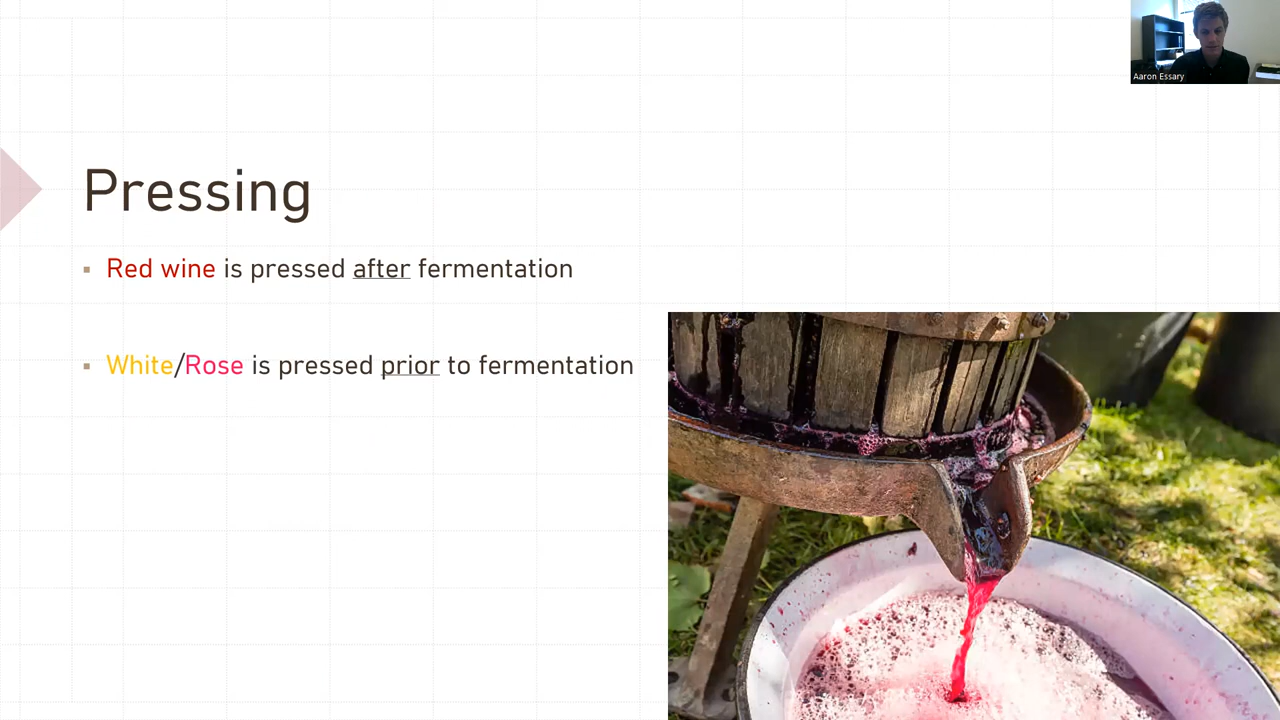 Aaron Essary
Pressing
Red wine is pressed after fermentation
White/Rose is pressed prior to fermentation